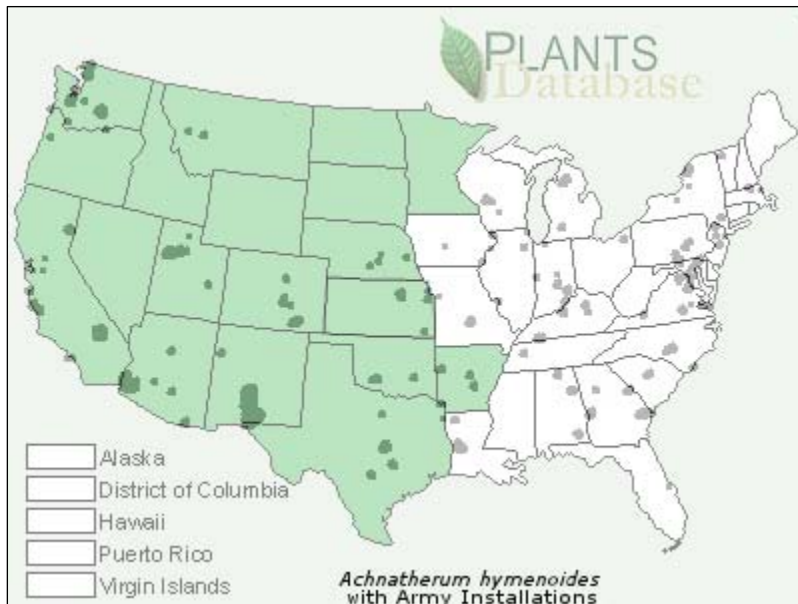 PLANTS
Database
Alaska
District of Columbia
Hawaii
Puerto Rico
Virgin Islands
Achnatherum hymenoides
with Army Installations